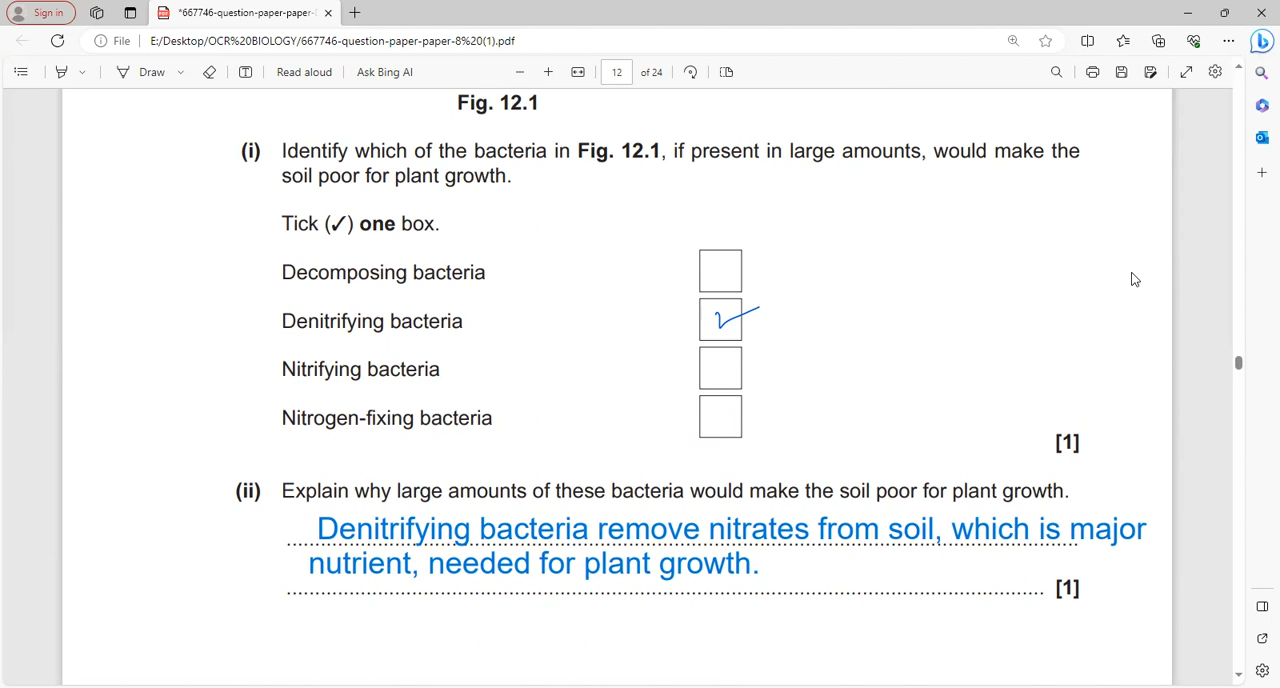 Sign in
*667746-question-paper-paper-8
File
E:/Desktop/OCR%20BIOLOGY/667746-question-paper-paper-8%20(1).pdf
Draw
Read aloud
Ask Bing AI
12
of 24
Fig. 12.1
(i) Identify which of the bacteria in Fig. 12.1, if present in large amounts, would make the
soil poor for plant growth.
Tick (✓) one box.
Decomposing bacteria
Denitrifying bacteria ✓
Nitrifying bacteria
Nitrogen-fixing bacteria
[1]
(ii) Explain why large amounts of these bacteria would make the soil poor for plant growth.
Denitrifying bacteria remove nitrates from soil, which is major
nutrient, needed for plant growth.
[1]